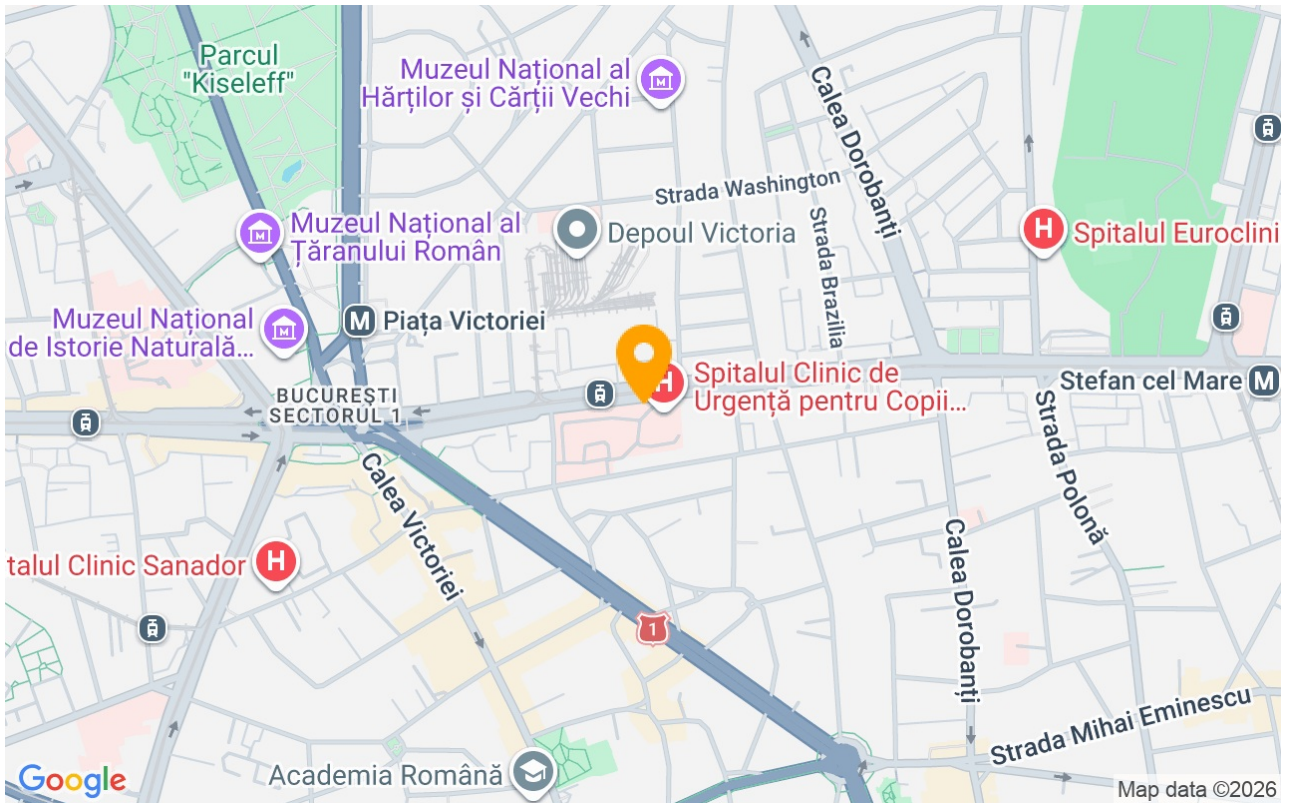 Parcul
"Kiseleff"
Muzeul Național al
Hărților și Cărții Vechi
Calea Dorobanți
Strada Washington
Muzeul Național al
Țăranului Român
Depoul Victoria
Strada Brazilia
H
Spitalul Euroclini
Muzeul Național
de Istorie Naturală...
M
Piața Victoriei
H
Spitalul Clinic de
Urgență pentru Copii...
Stefan cel Mare
M
BUCUREȘTI
SECTORUL 1
Strada Polonă
Calea Victoriei
talul Clinic Sanador
H
Calea Dorobanți
1
Strada Mihai Eminescu
Academia Română
Google
Map data ©2026